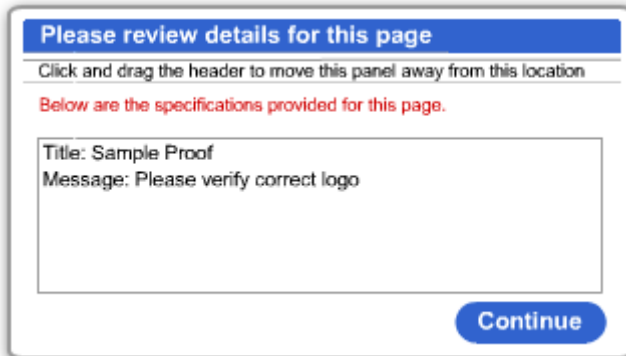 Please review details for this page
Click and drag the header to move this panel away from this location
Below are the specifications provided for this page.
Title: Sample Proof
Message: Please verify correct logo
Continue